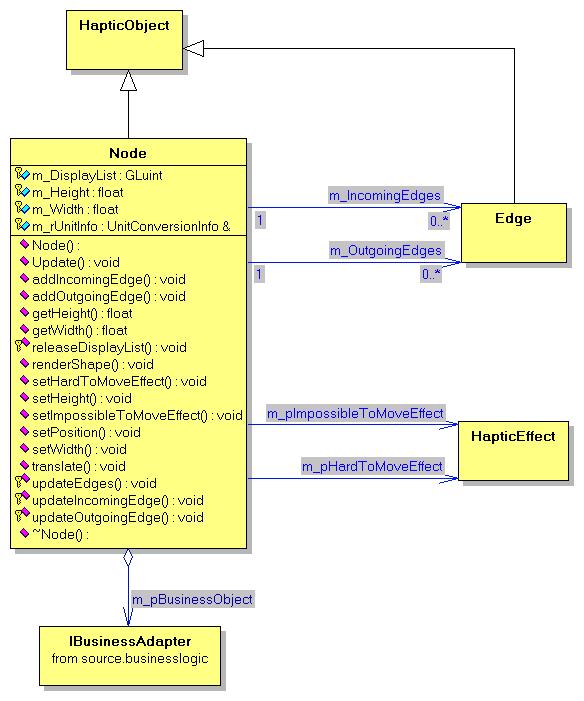 HapticObject
Node
m_DisplayList : GLuint
m_Height : float
m_Width : float
m_rUnitInfo : UnitConversionInfo &
Node() :
Update() : void
addIncomingEdge() : void
addOutgoingEdge() : void
getHeight() : float
getWidth() : float
releaseDisplayList() : void
renderShape() : void
setHardToMoveEffect() : void
setHeight() : void
setImpossibleToMoveEffect() : void
setPosition() : void
setWidth() : void
translate() : void
updateEdges() : void
updateIncomingEdge() : void
updateOutgoingEdge() : void
~Node() :
m_IncomingEdges
1
0..*
m_OutgoingEdges
1
0..*
Edge
m_pImpossibleToMoveEffect
m_pHardToMoveEffect
HapticEffect
m_pBusinessObject
IBusinessAdapter
from source.businesslogic